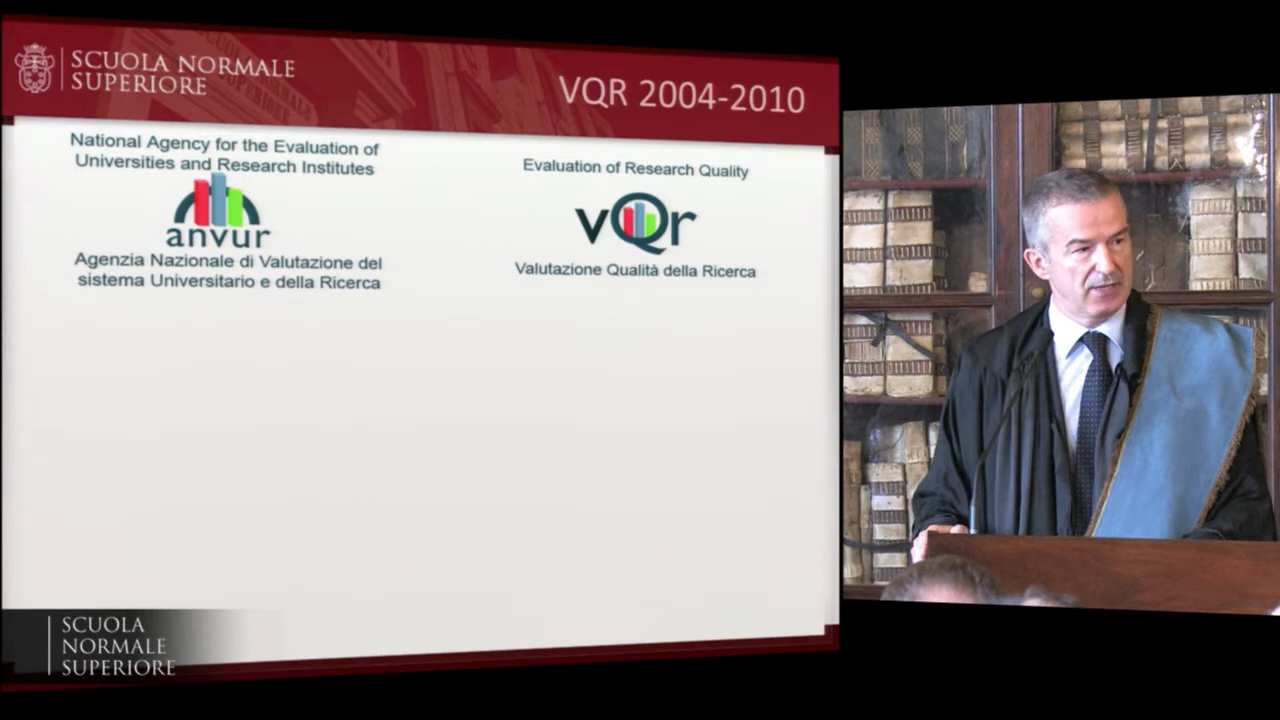 SCUOLA NORMALE
SUPERIORE
VQR 2004-2010
National Agency for the Evaluation of
Universities and Research Institutes
anvur
Agenzia Nazionale di Valutazione del
sistema Universitario e della Ricerca
Evaluation of Research Quality
vQr
Valutazione Qualità della Ricerca
SCUOLA
NORMALE
SUPERIORE